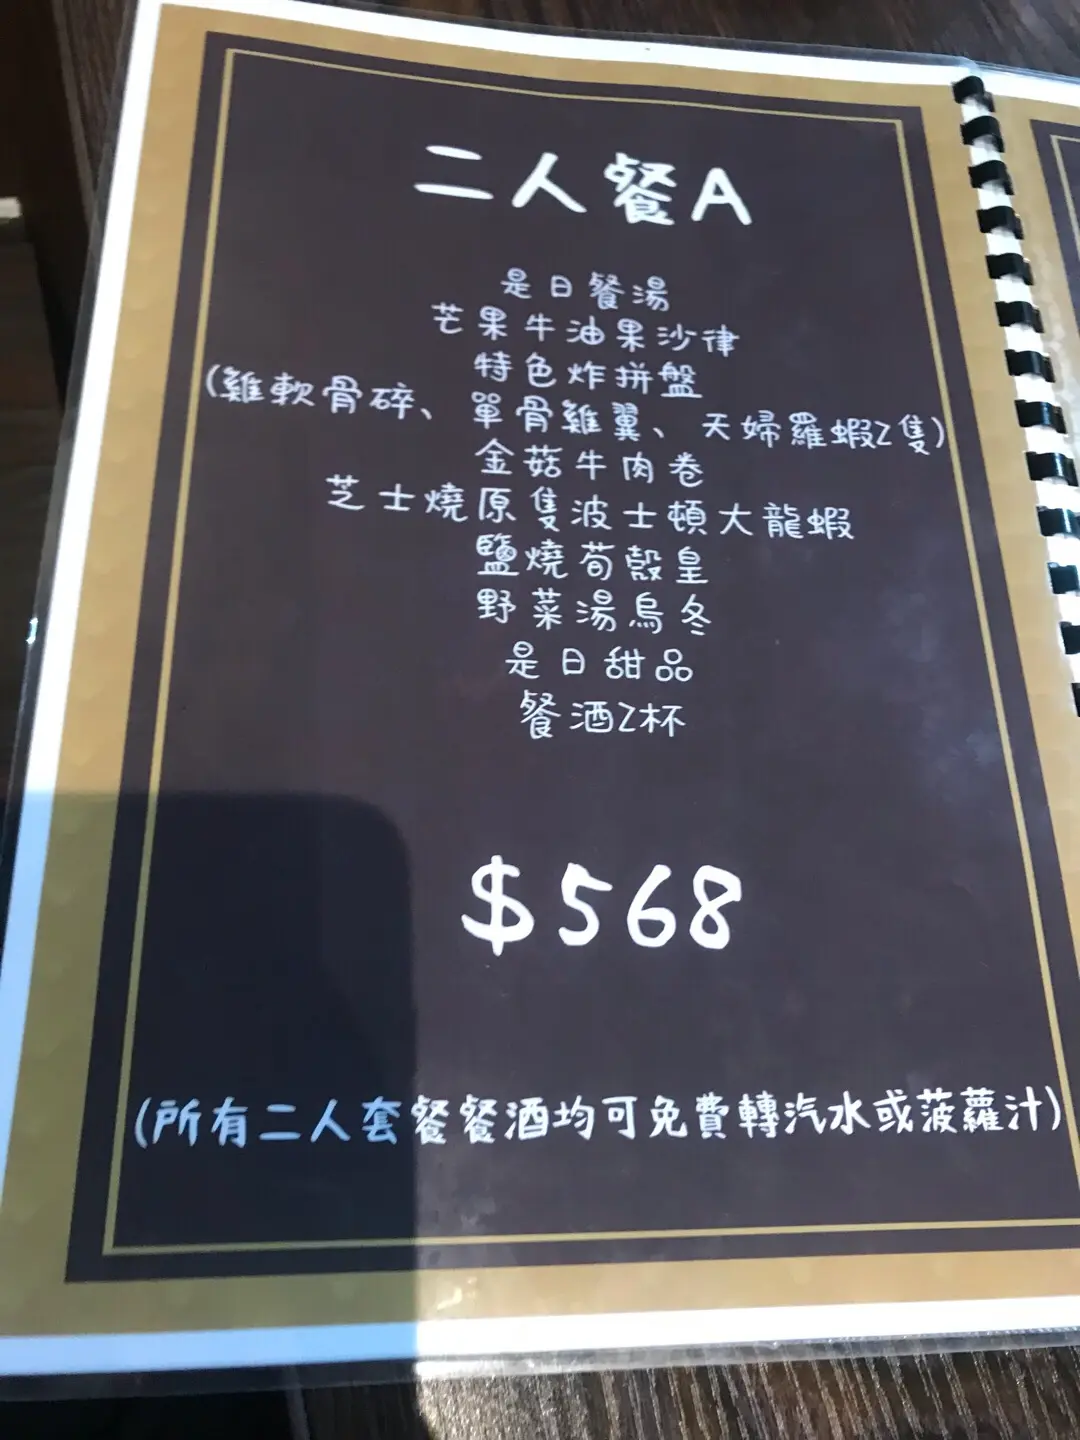 二人餐A
是日餐湯
芒果牛油果沙律
特色炸拼盤
(雞軟骨碎、單骨雞翼、天婦羅蝦2隻)
金菇牛肉卷
芝士燒原隻波士頓大龍蝦
鹽燒荀殼皇
野菜湯烏冬
是日甜品
餐酒2杯
$568
(所有二人套餐餐酒均可免費轉汽水或菠蘿汁)